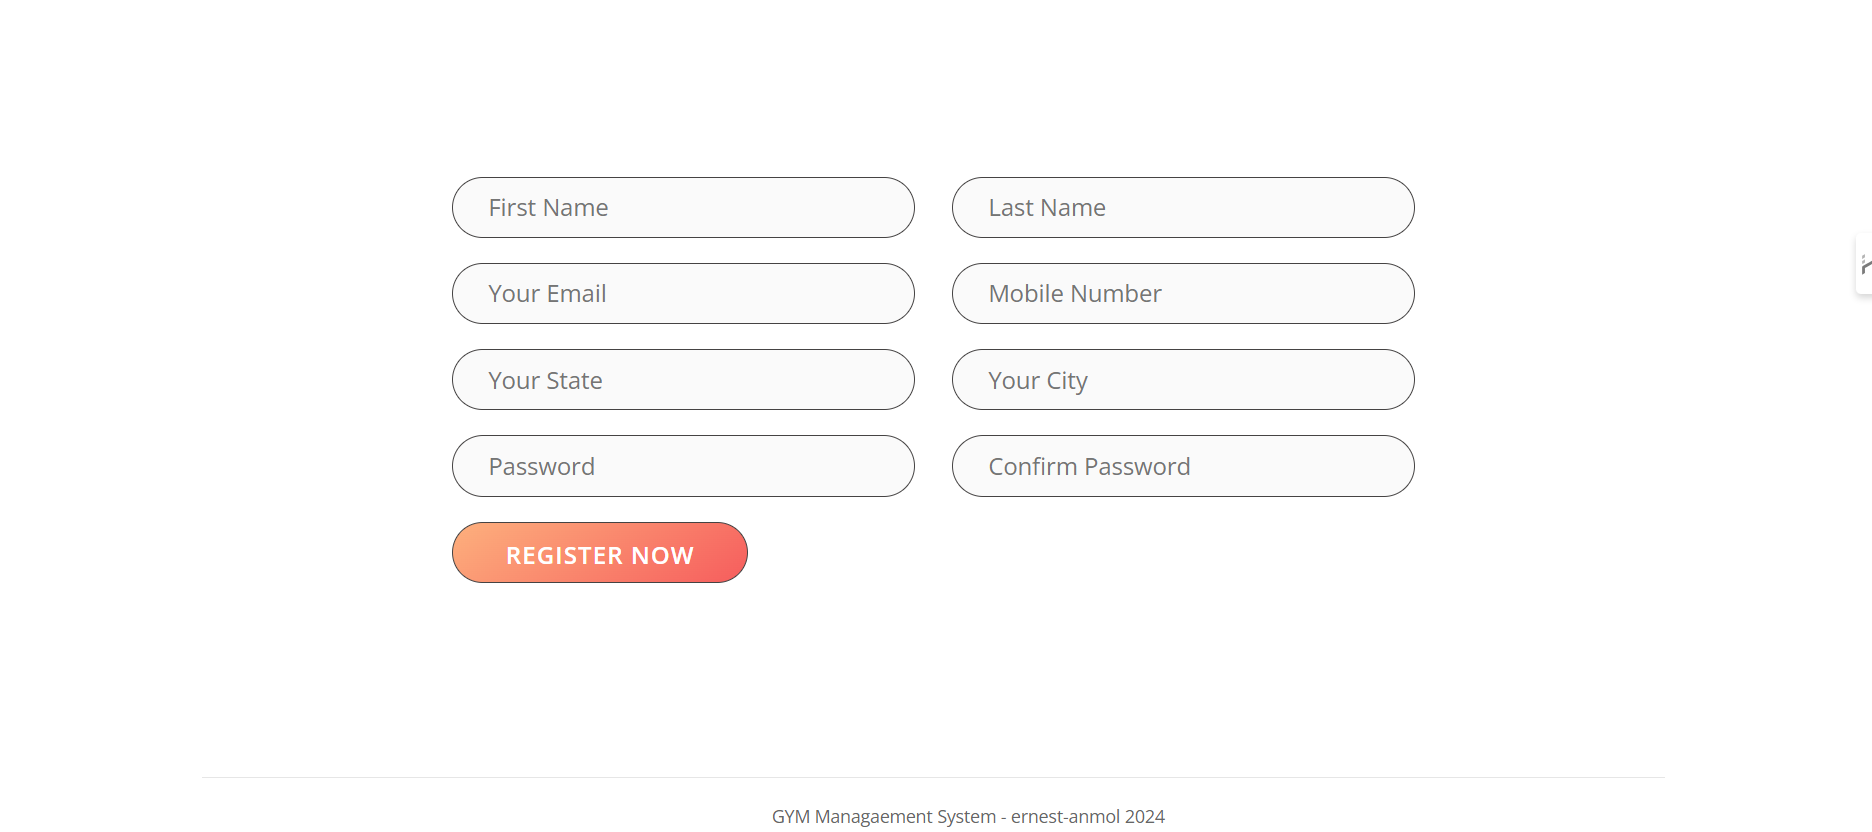 First Name
Last Name
Your Email
Mobile Number
Your State
Your City
Password
Confirm Password
REGISTER NOW
GYM Managaement System - ernest-anmol 2024